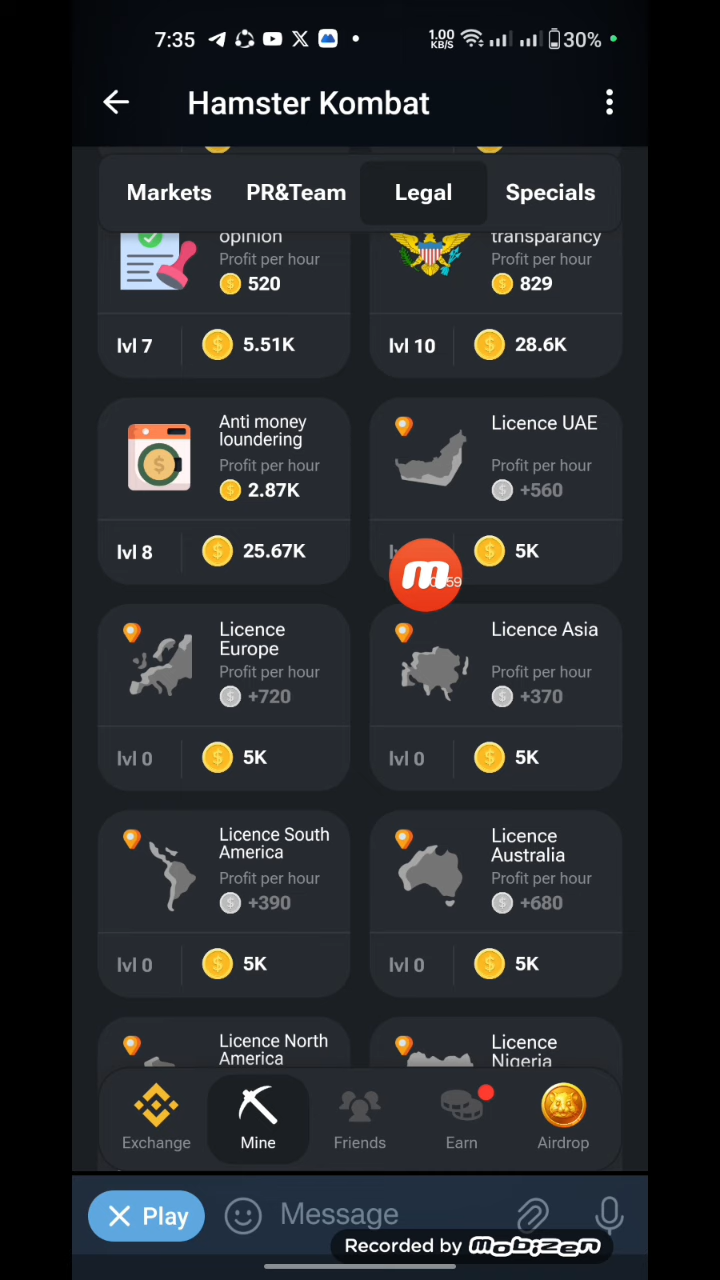 7:35
1.00
KB/S
30%
Hamster Kombat
Markets PR&Team Legal Specials
opinion
Profit per hour
520
lvl 7 5.51K
transparancy
Profit per hour
829
lvl 10 28.6K
Anti money
loundering
Profit per hour
2.87K
lvl 8 25.67K
Licence UAE
Profit per hour
+560
5K
Licence
Europe
Profit per hour
+720
lvl 0 5K
Licence Asia
Profit per hour
+370
lvl 0 5K
Licence South
America
Profit per hour
+390
lvl 0 5K
Licence
Australia
Profit per hour
+680
lvl 0 5K
Licence North
America
Licence
Nigeria
Exchange Mine Friends Earn Airdrop
Play Message
Recorded by mobizen